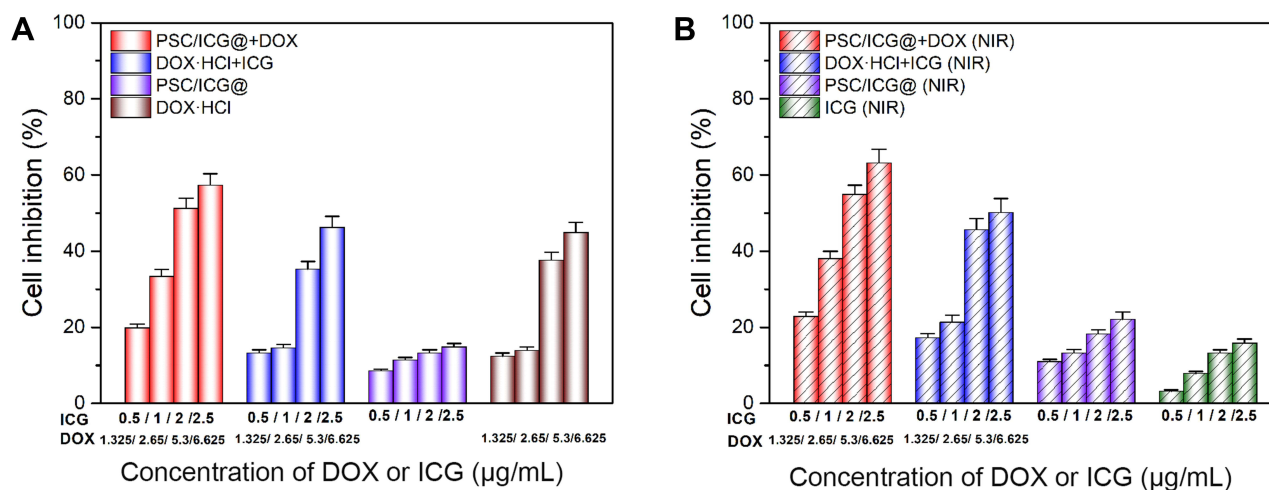 A
100
80
60
40
20
0
Cell inhibition (%)
PSC/ICG@+DOX
DOX·HCl+ICG
PSC/ICG@
DOX·HCl
ICG 0.5 / 1 / 2 /2.5 0.5 / 1 / 2 /2.5 0.5 / 1 / 2 /2.5
DOX 1.325/ 2.65/ 5.3/6.625 1.325/ 2.65/ 5.3/6.625 1.325/ 2.65/ 5.3/6.625
Concentration of DOX or ICG (μg/mL)
B
100
80
60
40
20
0
Cell inhibition (%)
PSC/ICG@+DOX (NIR)
DOX·HCl+ICG (NIR)
PSC/ICG@ (NIR)
ICG (NIR)
ICG 0.5 / 1 / 2 /2.5 0.5 / 1 / 2 /2.5 0.5 / 1 / 2 /2.5 0.5 / 1 / 2 /2.5
DOX 1.325/ 2.65/ 5.3/6.625 1.325/ 2.65/ 5.3/6.625
Concentration of DOX or ICG (μg/mL)